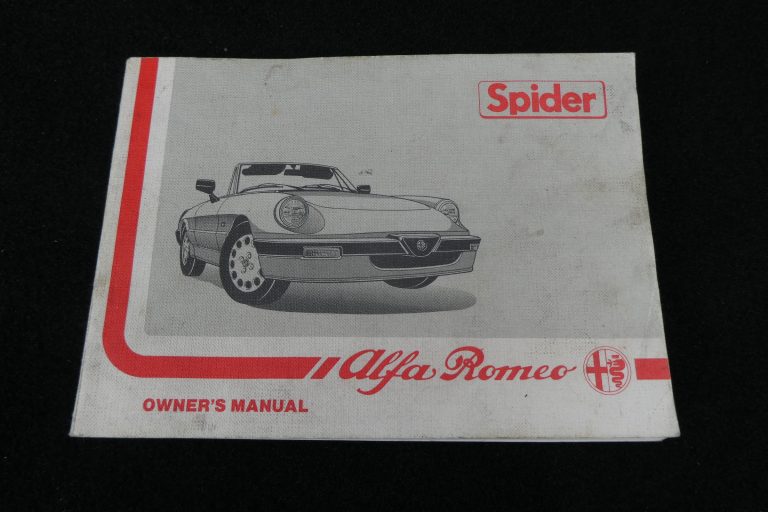 Spider
Alfa Romeo
OWNER'S MANUAL